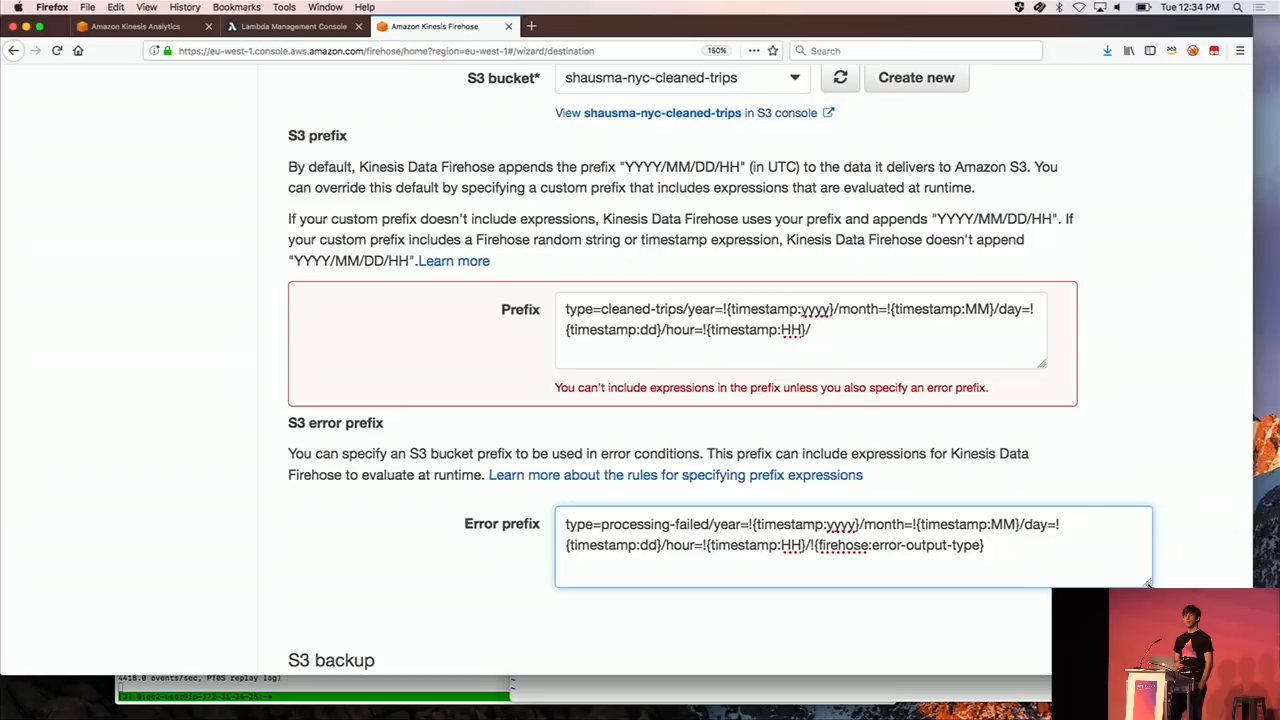 Firefox File Edit View History Bookmarks Tools Window Help Tue 12:34 PM
Amazon Kinesis Analytics Lambda Management Console Amazon Kinesis Firehose
https://eu-west-1.console.aws.amazon.com/firehose/home?region=eu-west-1#/wizard/destination 150% Search
S3 bucket* shausma-nyc-cleaned-trips Create new
View shausma-nyc-cleaned-trips in S3 console
S3 prefix
By default, Kinesis Data Firehose appends the prefix "YYYY/MM/DD/HH" (in UTC) to the data it delivers to Amazon S3. You
can override this default by specifying a custom prefix that includes expressions that are evaluated at runtime.
If your custom prefix doesn't include expressions, Kinesis Data Firehose uses your prefix and appends "YYYY/MM/DD/HH". If
your custom prefix includes a Firehose random string or timestamp expression, Kinesis Data Firehose doesn't append
"YYYY/MM/DD/HH".Learn more
Prefix type=cleaned-trips/year=!{timestamp:yyyy}/month=!{timestamp:MM}/day=!
{timestamp:dd}/hour=!{timestamp:HH}/
You can't include expressions in the prefix unless you also specify an error prefix.
S3 error prefix
You can specify an S3 bucket prefix to be used in error conditions. This prefix can include expressions for Kinesis Data
Firehose to evaluate at runtime. Learn more about the rules for specifying prefix expressions
Error prefix type=processing-failed/year=!{timestamp:yyyy}/month=!{timestamp:MM}/day=!
{timestamp:dd}/hour=!{timestamp:HH}/!{firehose:error-output-type}
S3 backup
4418.0 events/sec, PT0S replay lag)